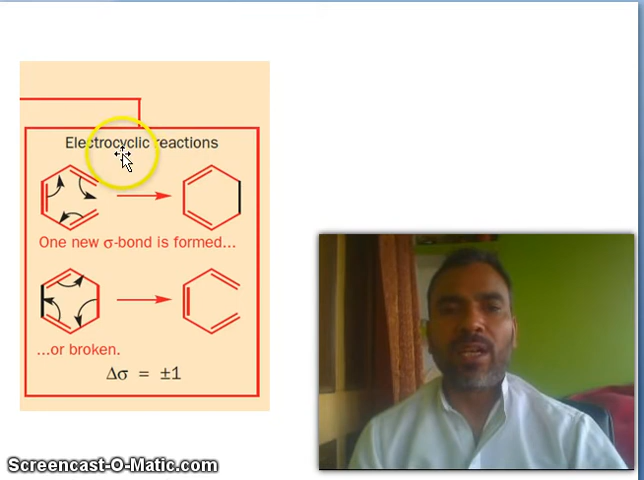 Electrocyclic reactions
One new σ-bond is formed...
...or broken.
Δσ = ±1
Screencast-O-Matic.com